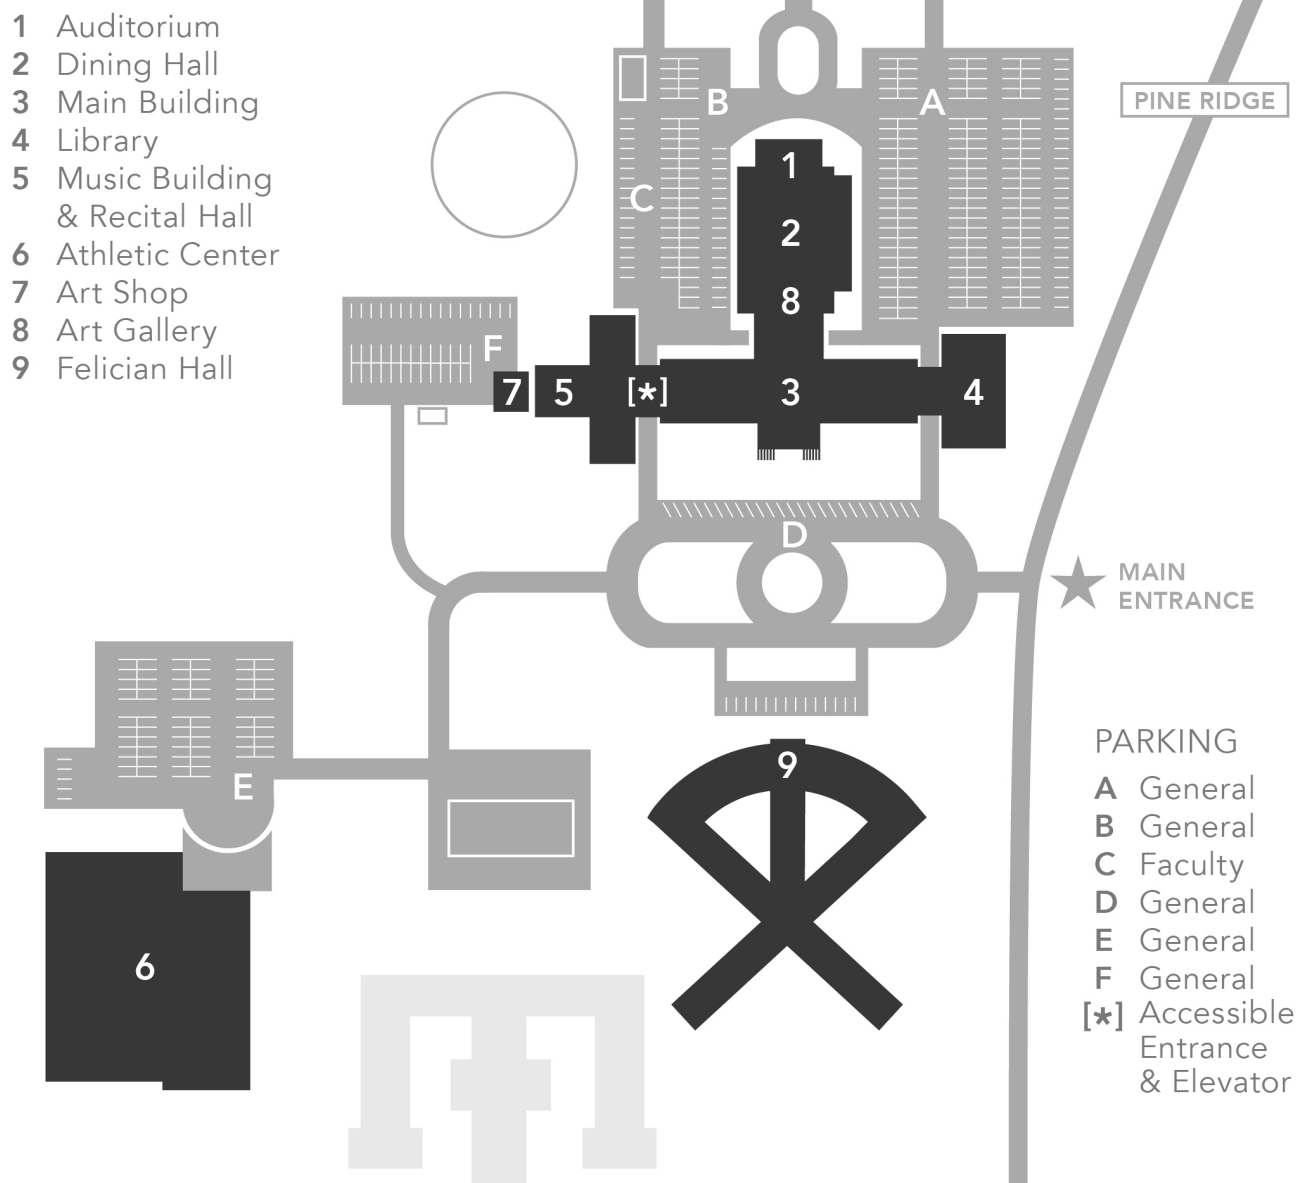 1 Auditorium
2 Dining Hall
3 Main Building
4 Library
5 Music Building
& Recital Hall
6 Athletic Center
7 Art Shop
8 Art Gallery
9 Felician Hall
B
A
PINE RIDGE
1
C
2
8
F
7
5
[*]
3
4
D
MAIN
ENTRANCE
9
E
6
PARKING
A General
B General
C Faculty
D General
E General
F General
[*] Accessible
Entrance
& Elevator